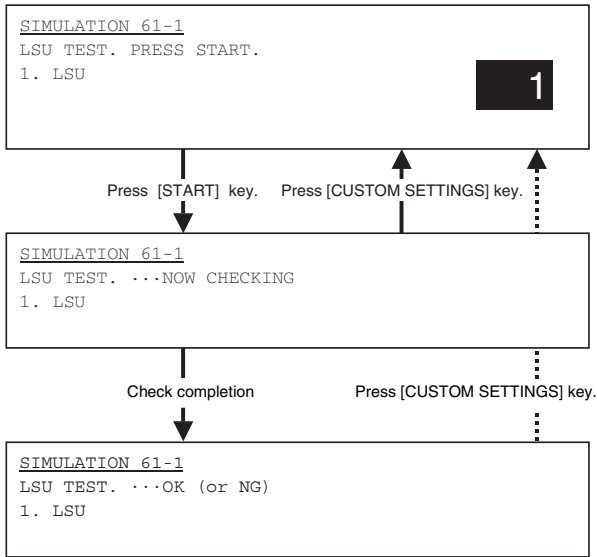 SIMULATION 61-1
LSU TEST. PRESS START.
1. LSU
1
Press [START] key.
Press [CUSTOM SETTINGS] key.
SIMULATION 61-1
LSU TEST. ···NOW CHECKING
1. LSU
Check completion
Press [CUSTOM SETTINGS] key.
SIMULATION 61-1
LSU TEST. ···OK (or NG)
1. LSU